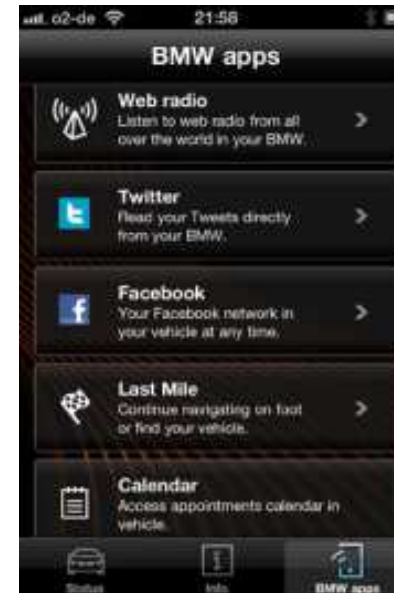 o2-de 21:58
BMW apps
Web radio
Listen to web radio from all
over the world in your BMW.
Twitter
Read your Tweets directly
from your BMW.
Facebook
Your Facebook network in
your vehicle at any time.
Last Mile
Continue navigating on foot
or find your vehicle.
Calendar
Access appointments calendar in
vehicle.
Status Info BMW apps